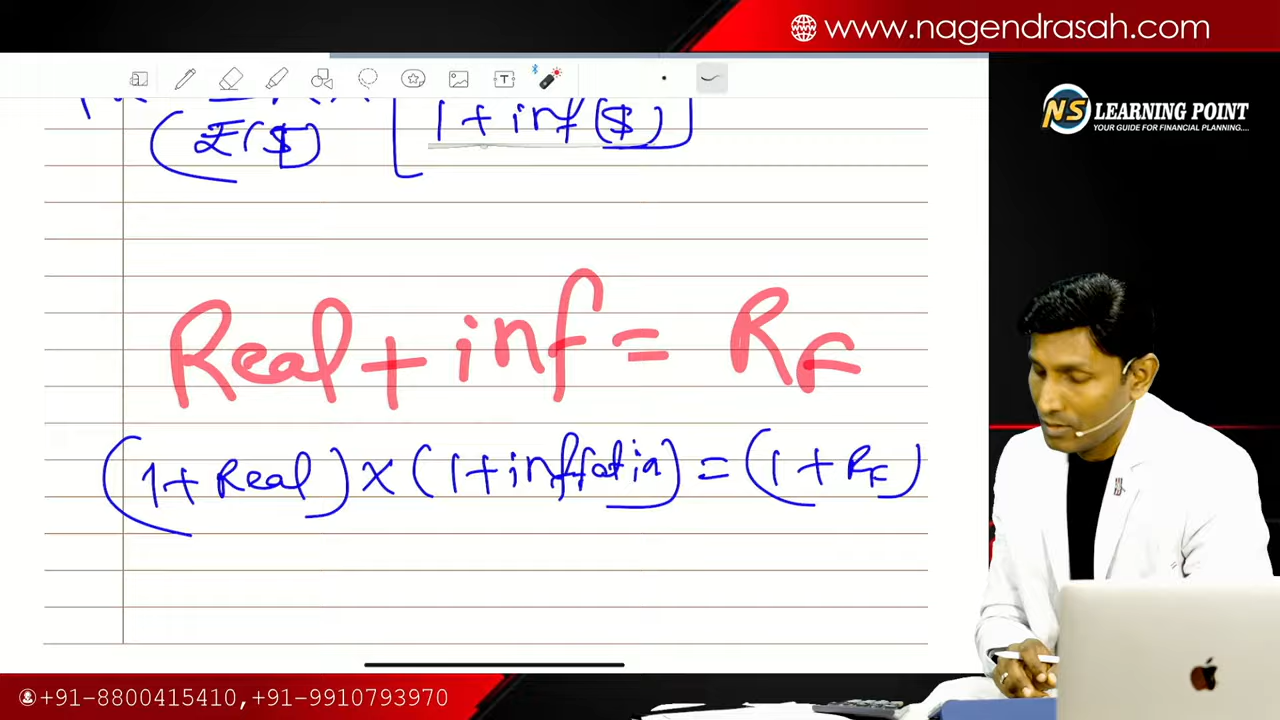 www.nagendrasah.com
NS LEARNING POINT
YOUR GUIDE FOR FINANCIAL PLANNING....
₹($) 1 + inf ($)
Real + inf = RF
(1 + Real) × (1 + inflatin) = (1 + RF)
+91-8800415410,+91-9910793970